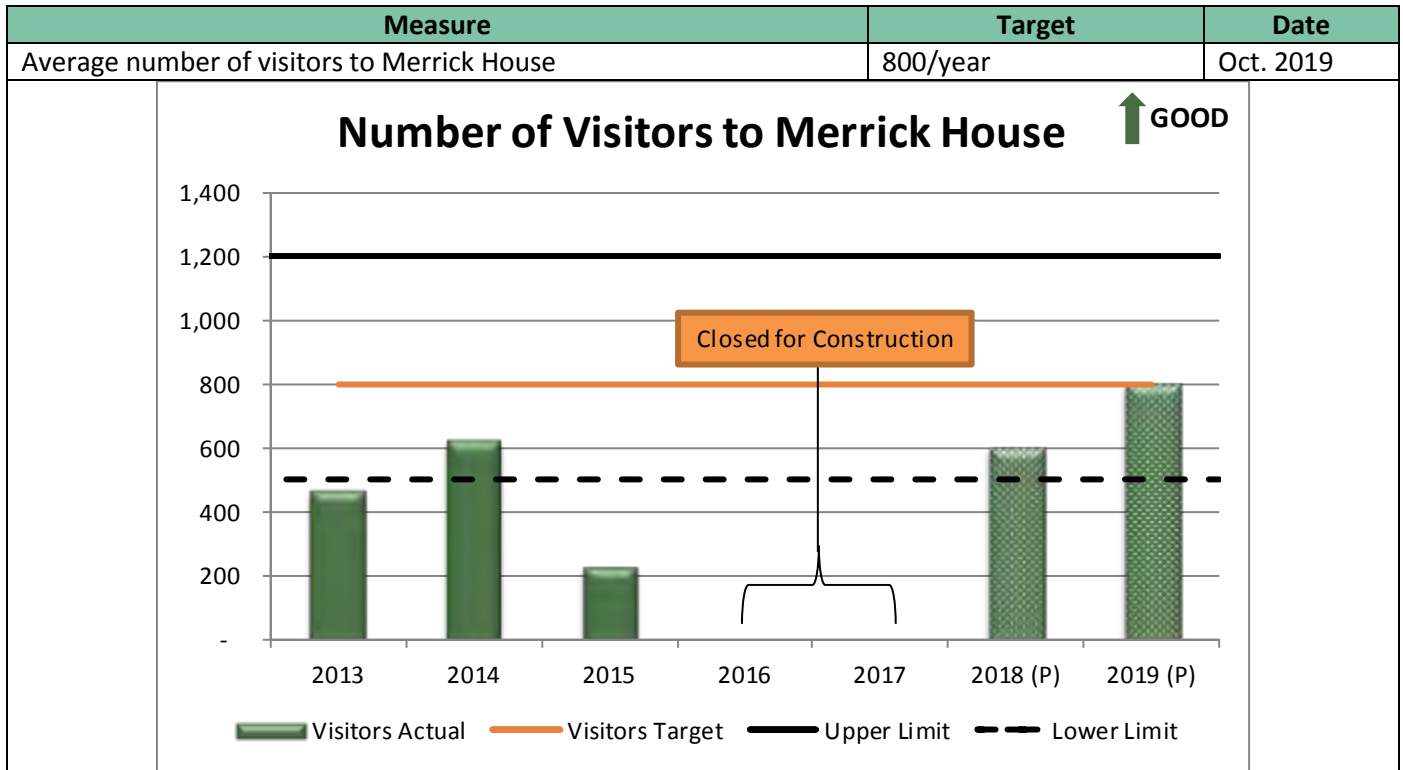 Measure Target Date
Average number of visitors to Merrick House 800/year Oct. 2019
Number of Visitors to Merrick House GOOD
1,400
1,200
1,000
Closed for Construction
800
600
400
200
-
2013 2014 2015 2016 2017 2018 (P) 2019 (P)
Visitors Actual Visitors Target Upper Limit Lower Limit